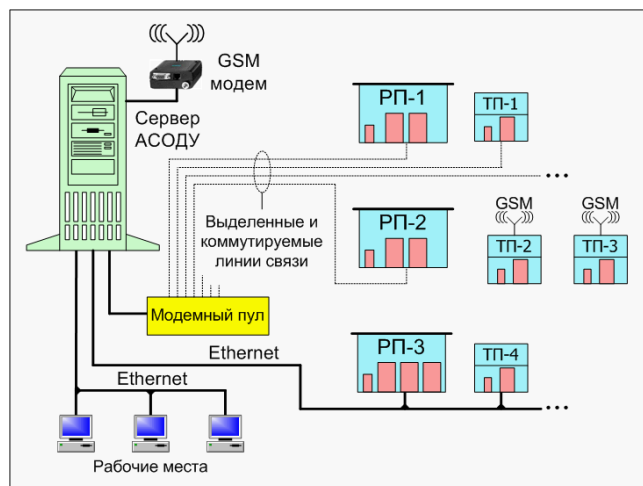 GSM
модем
Сервер
АСОДУ
РП-1
ТП-1
...
Выделенные и
коммутируемые
линии связи
РП-2
GSM
ТП-2
GSM
ТП-3
Модемный пул
Ethernet
РП-3
ТП-4
...
Ethernet
Рабочие места